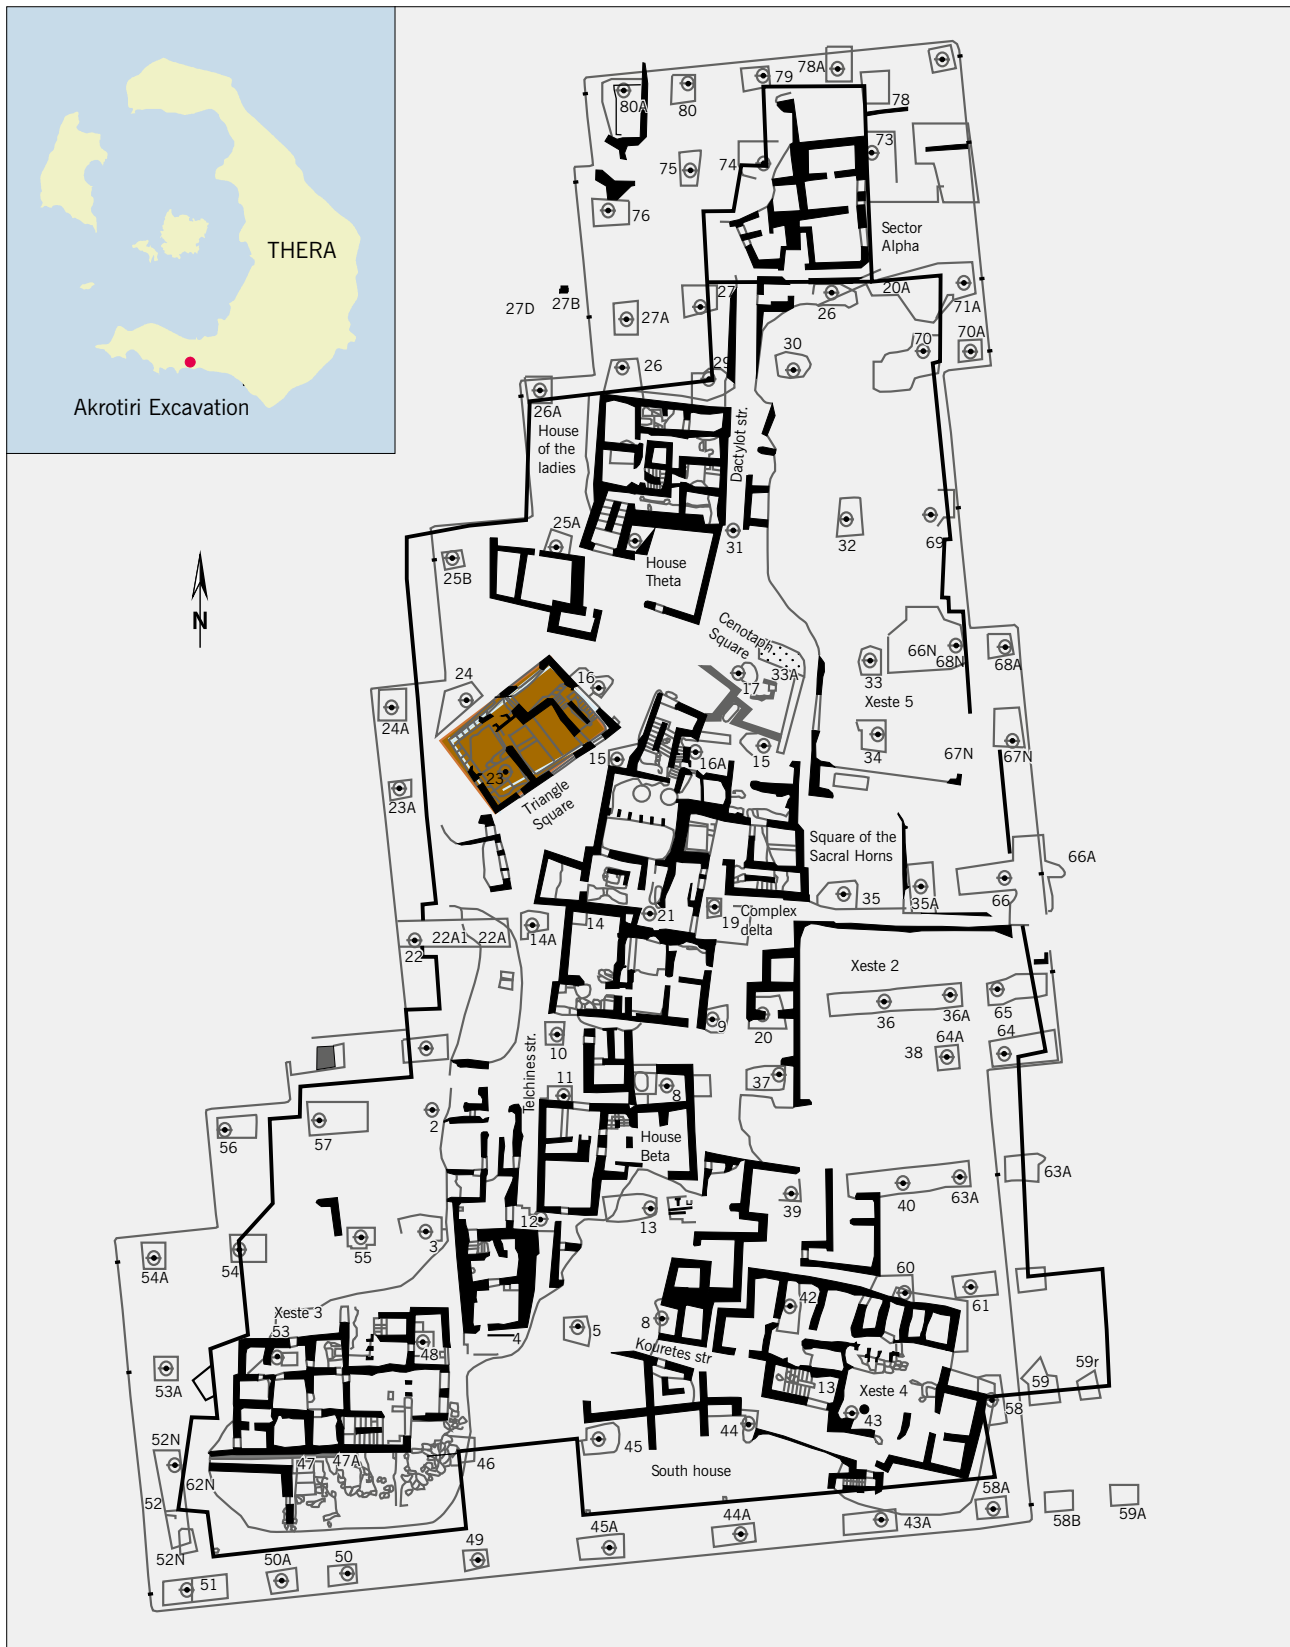 THERA
Akrotiri Excavation
N
78A
79
80A
80
78
73
75
74
76
Sector
Alpha
20A
27
27B
27D
71A
27A
26
70
70A
30
29
26
26A
House
of the
ladies
Dactylot str.
25A
31
32
69
25B
House
Theta
Cenotaph
Square
66N
68N
68A
33A
33
24
16
17
Xeste 5
24A
34
67N
67N
15
16A
15
23
23A
Triangle
Square
Square of the
Sacral Horns
66A
35
35A
66
21
19
Complex
delta
14
14A
22A1
22A
22
Xeste 2
36
36A
65
9
20
64A
64
38
10
Telchines str.
11
8
37
2
56
57
House
Beta
63A
63A
40
39
12
13
3
55
54
54A
60
61
42
Xeste 3
53
5
8
4
48
Kouretes str
53A
13
Xeste 4
59
59r
58
43
44
45
52N
47
47A
46
South house
62N
52
58A
58B
59A
44A
43A
45A
49
52N
50A
50
51